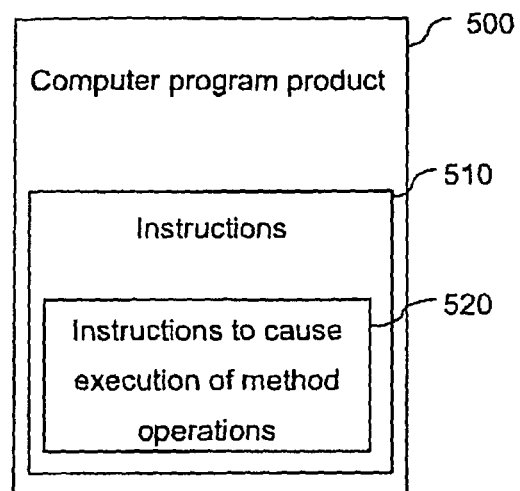 500
Computer program product
510
Instructions
520
Instructions to cause
execution of method
operations